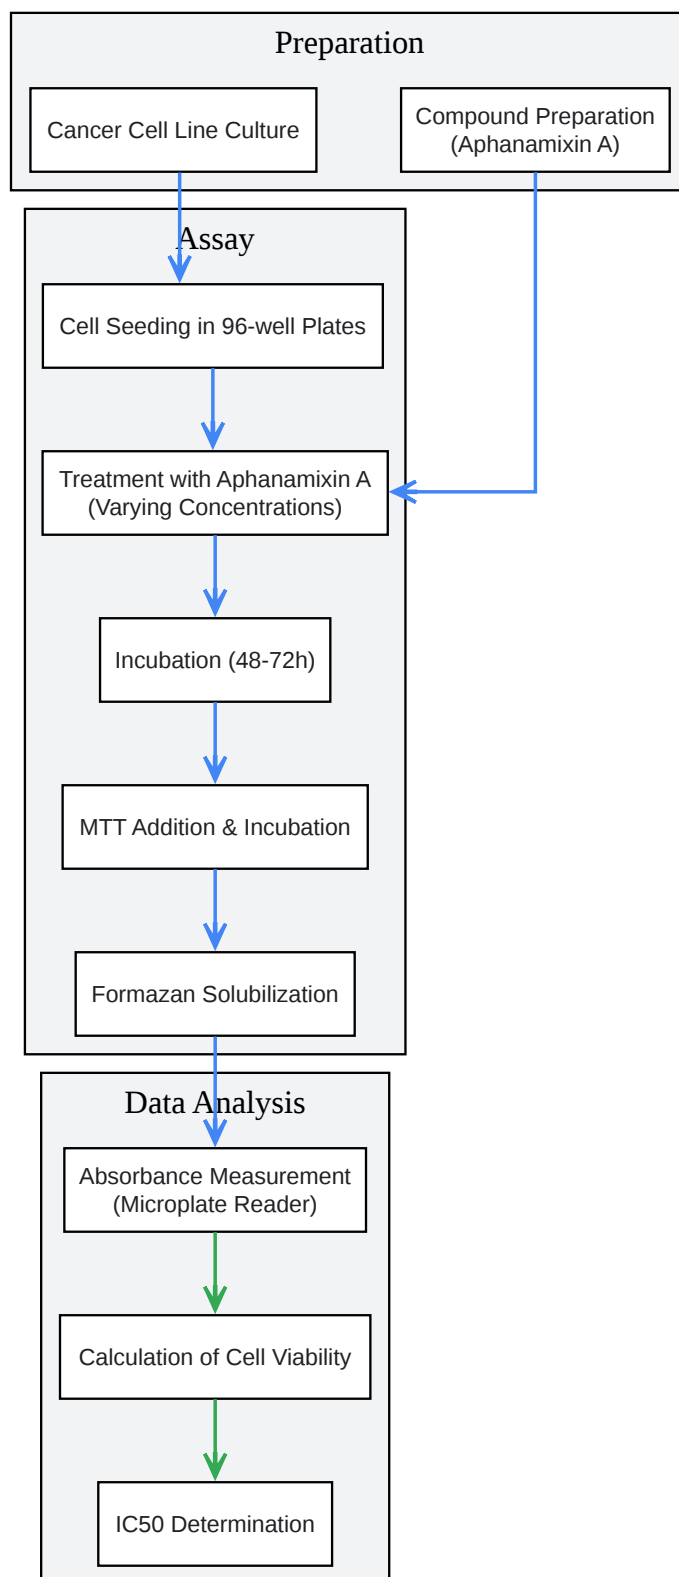 Preparation
Cancer Cell Line Culture
Compound Preparation
(Aphanamixin A)
Assay
Cell Seeding in 96-well Plates
Treatment with Aphanamixin A
(Varying Concentrations)
Incubation (48-72h)
MTT Addition & Incubation
Formazan Solubilization
Data Analysis
Absorbance Measurement
(Microplate Reader)
Calculation of Cell Viability
IC50 Determination